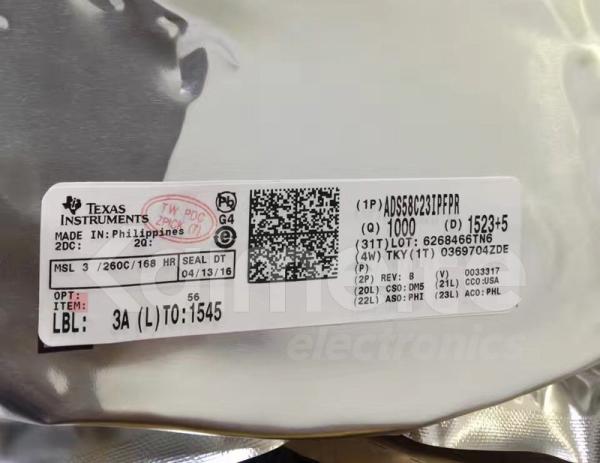 TEXAS
INSTRUMENTS
MADE IN: Philippines
2DC: 2Q:
TW PDC
2PICK (7)
Pb
G4
e
MSL 3 /260C/168 HR
SEAL DT
04/13/16
OPT: 56
ITEM:
LBL: 3A (L)TO:1545
(1P) ADS58C23IPFPR
(Q) 1000 (D) 1523+5
(31T)LOT: 6268466TN6
(4W) TKY(1T) 0369704ZDE
(P)
(2P) REV: B (V) 0033317
(20L) CSO:DM5 (21L) CCO:USA
(22L) ASO:PHI (23L) ACO:PHL
Kameite
electronics